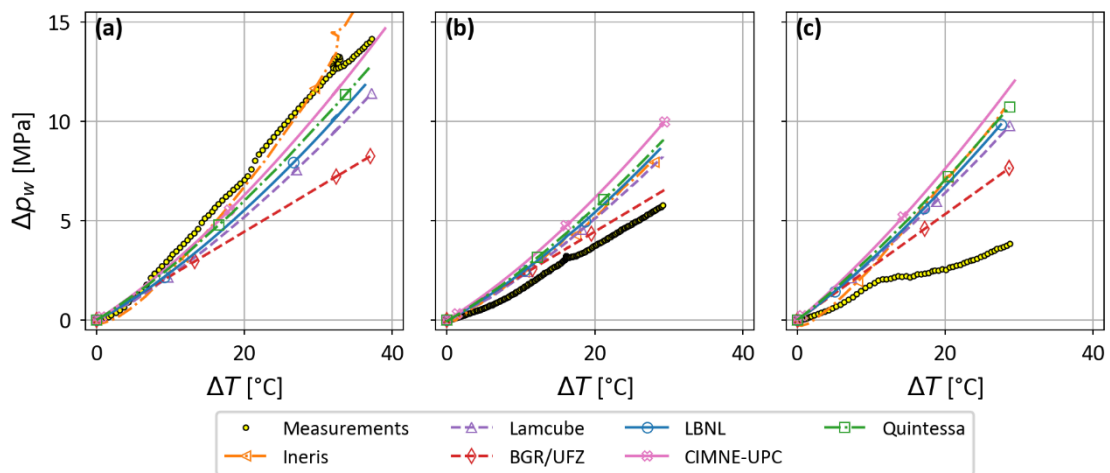 (a) (b) (c)
15
10
5
0
Δp_w [MPa]
0 20 40 0 20 40 0 20 40
ΔT [°C] ΔT [°C] ΔT [°C]
Measurements Lamcube LBNL Quintessa
Ineris BGR/UFZ CIMNE-UPC